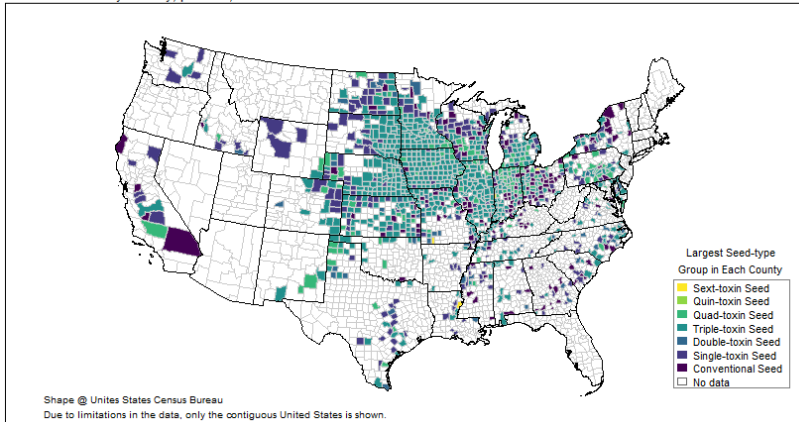 Largest Seed-type
Group in Each County
Sext-toxin Seed
Quin-toxin Seed
Quad-toxin Seed
Triple-toxin Seed
Double-toxin Seed
Single-toxin Seed
Conventional Seed
No data
Shape @ Unites States Census Bureau
Due to limitations in the data, only the contiguous United States is shown.